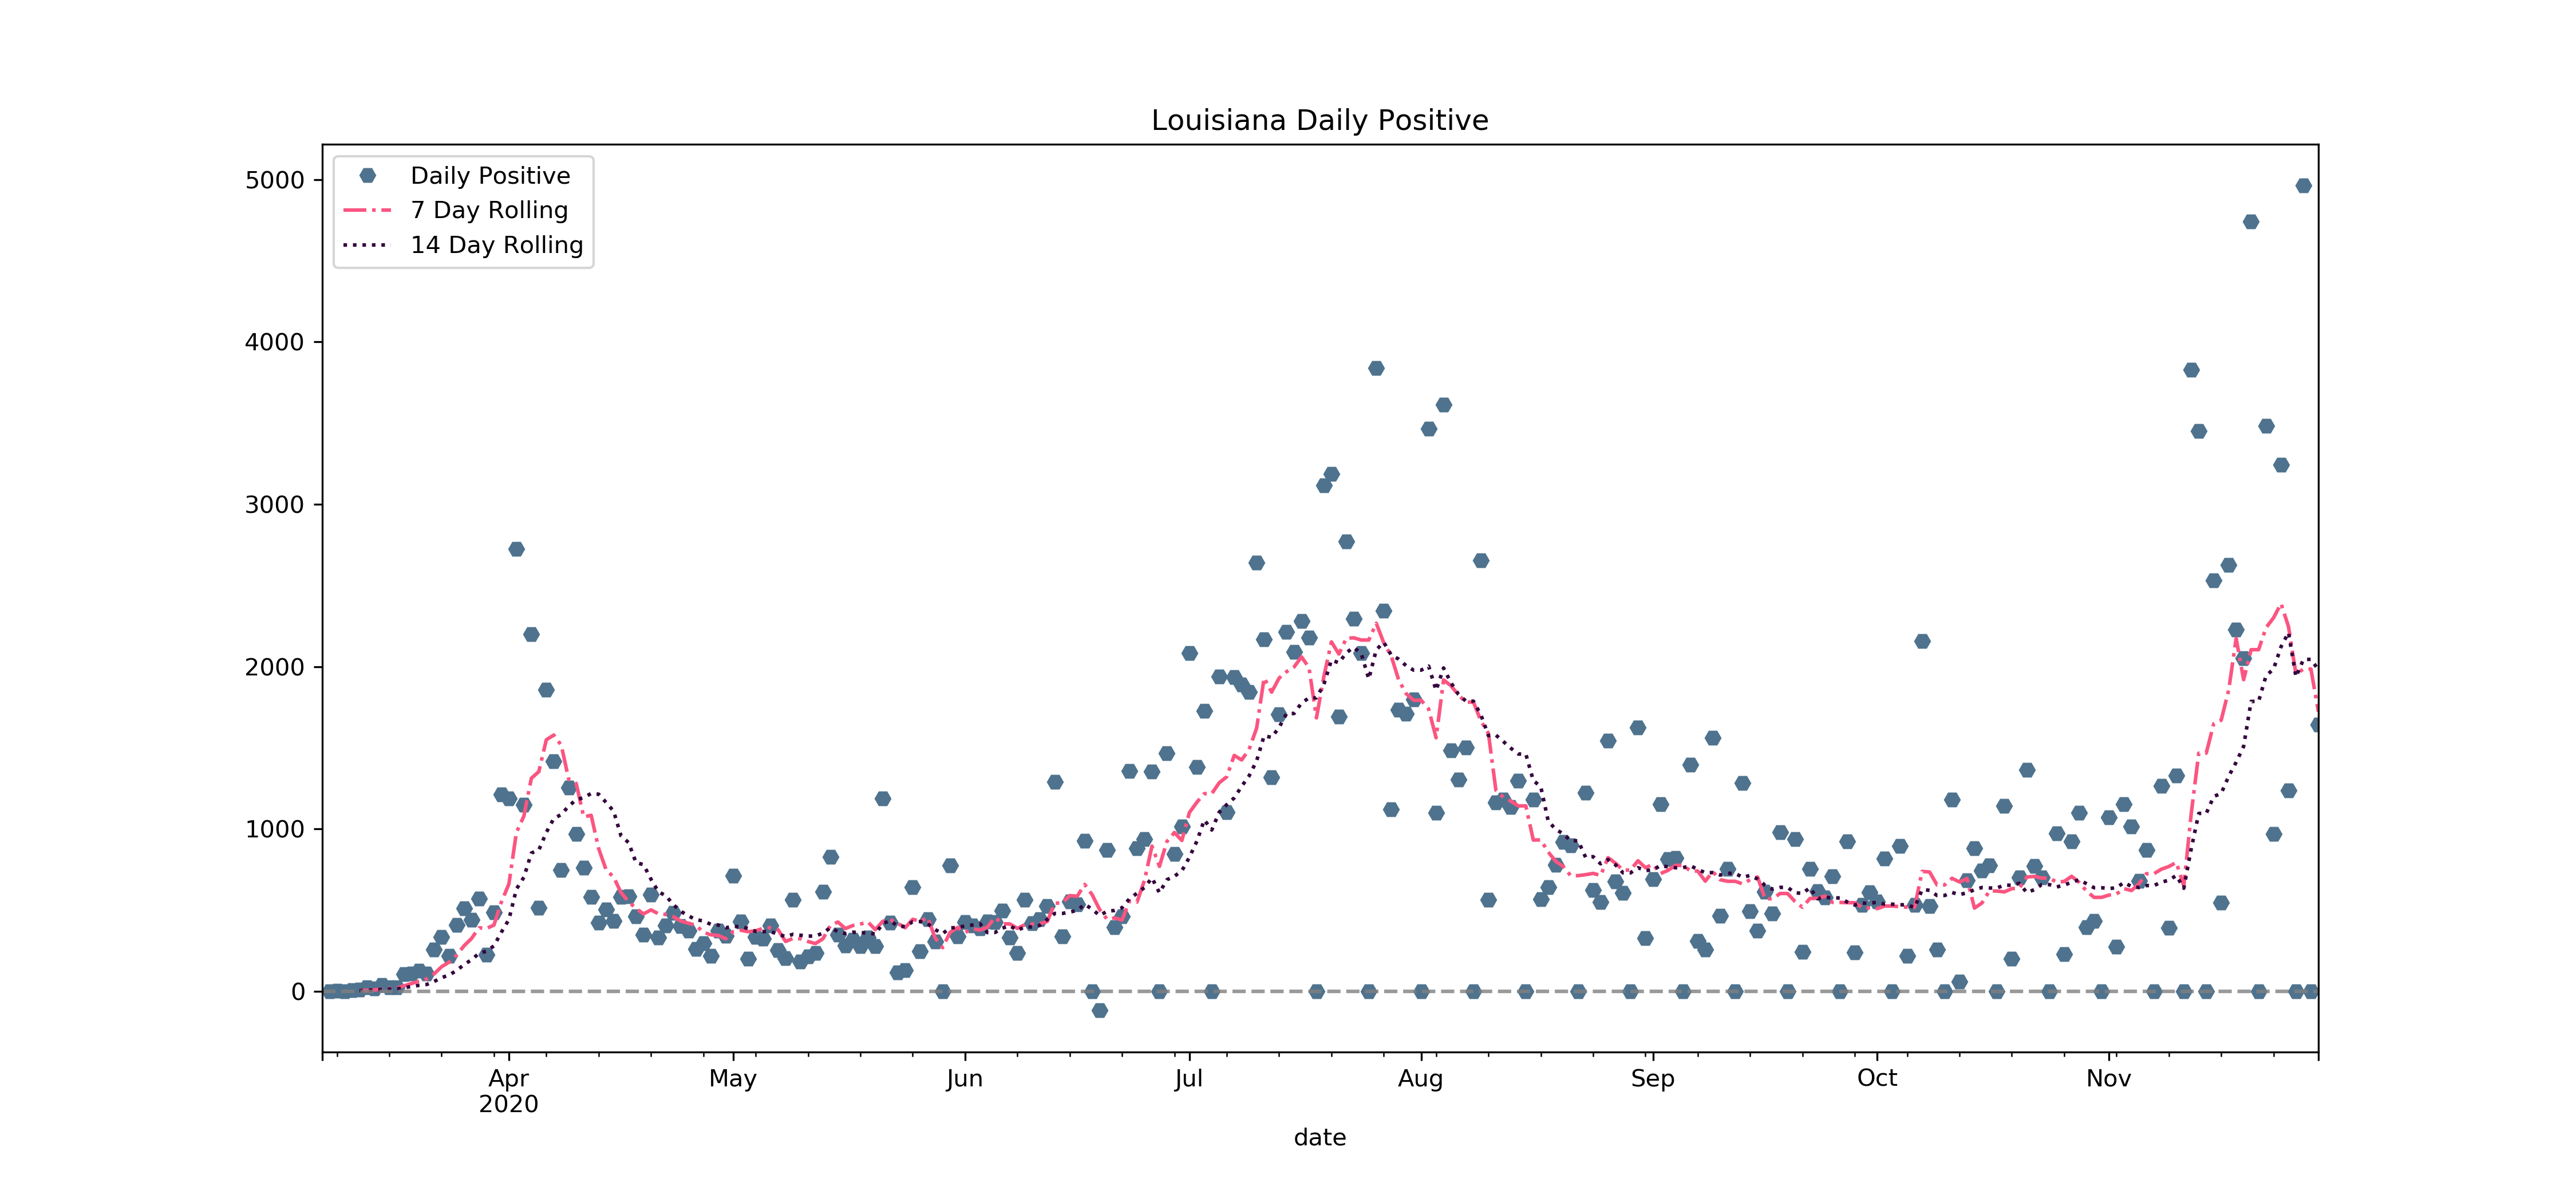 Louisiana Daily Positive
Daily Positive
7 Day Rolling
14 Day Rolling
5000
4000
3000
2000
1000
0
Apr May Jun Jul Aug Sep Oct Nov
2020
date